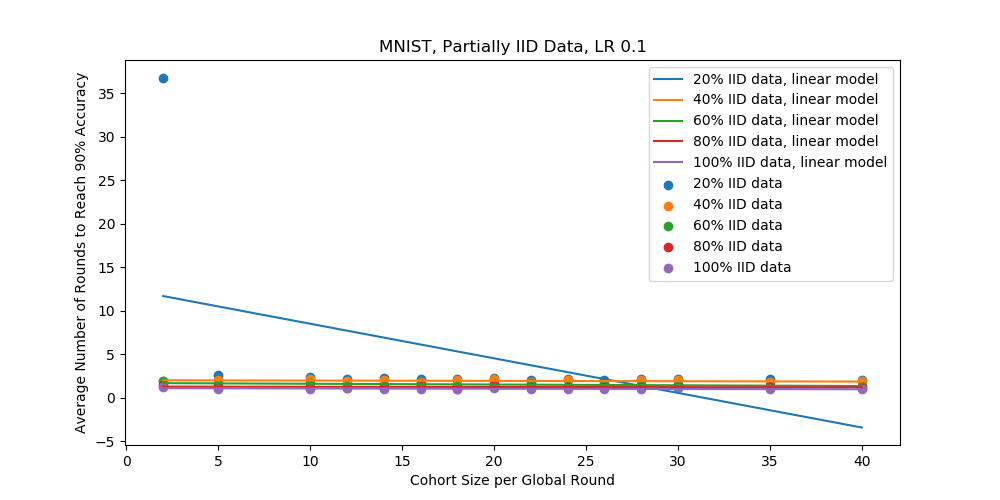 MNIST, Partially IID Data, LR 0.1
Average Number of Rounds to Reach 90% Accuracy
35
30
25
20
15
10
5
0
−5
20% IID data, linear model
40% IID data, linear model
60% IID data, linear model
80% IID data, linear model
100% IID data, linear model
20% IID data
40% IID data
60% IID data
80% IID data
100% IID data
0 5 10 15 20 25 30 35 40
Cohort Size per Global Round